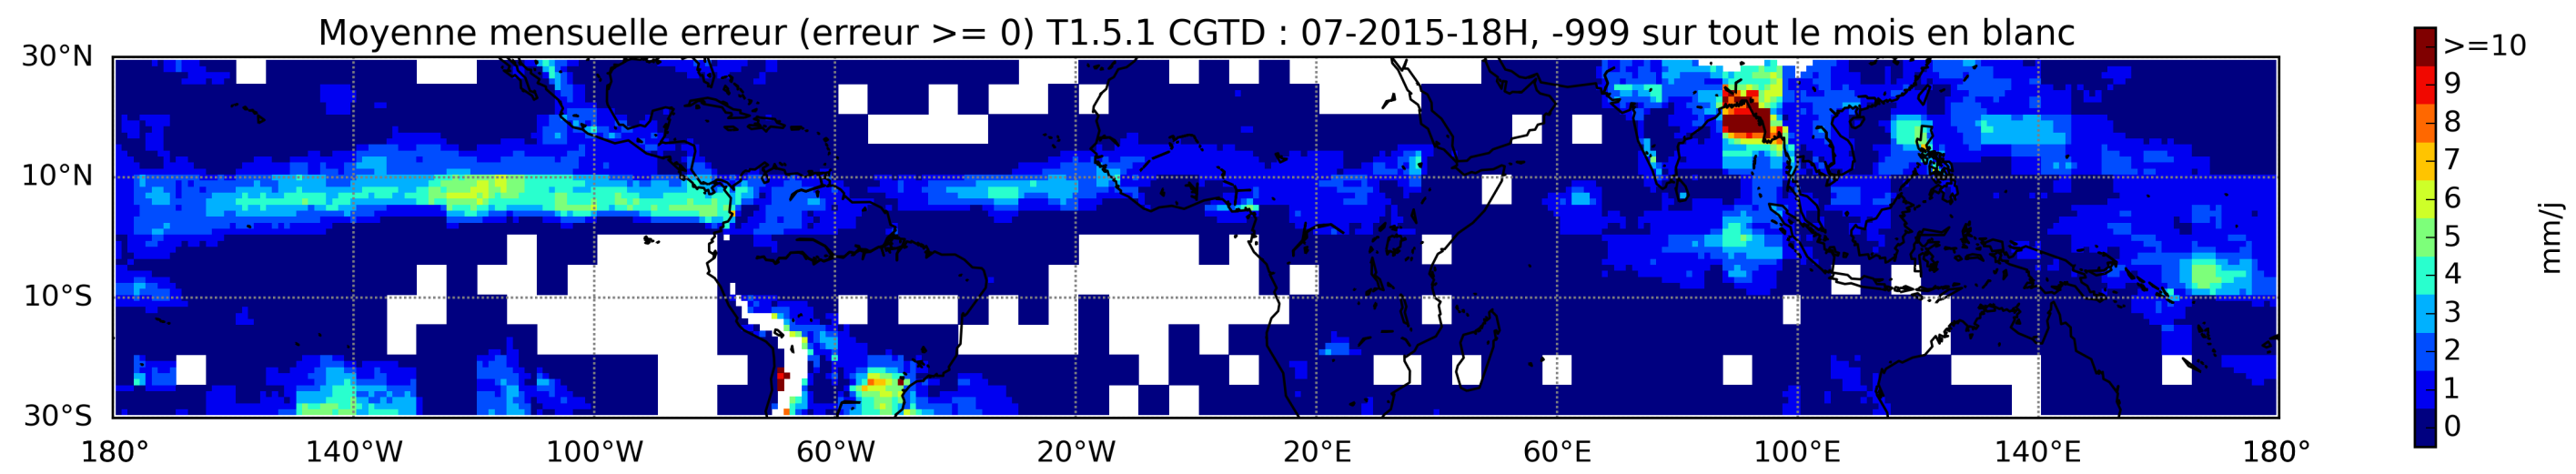 Moyenne mensuelle erreur (erreur >= 0) T1.5.1 CGTD : 07-2015-18H, -999 sur tout le mois en blanc
30°N
10°N
10°S
30°S
180° 140°W 100°W 60°W 20°W 20°E 60°E 100°E 140°E 180°
>=10
9
8
7
6
5
4
3
2
1
0
mm/j